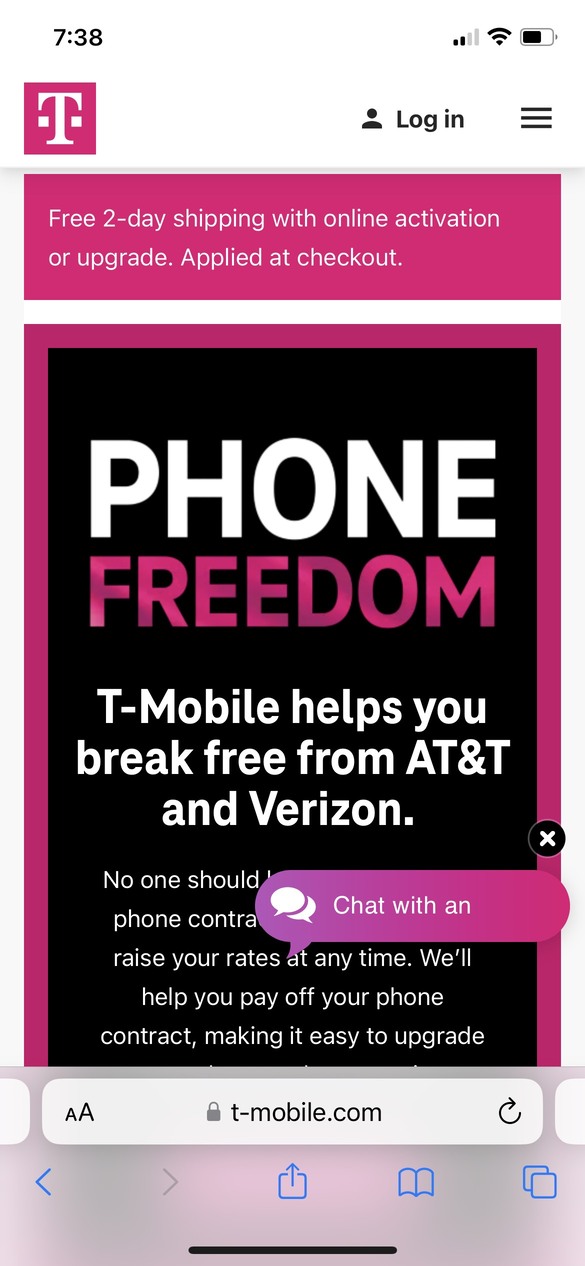 7:38
T
Log in
Free 2-day shipping with online activation
or upgrade. Applied at checkout.
PHONE
FREEDOM
T-Mobile helps you
break free from AT&T
and Verizon.
No one should
phone contra
Chat with an
raise your rates at any time. We’ll
help you pay off your phone
contract, making it easy to upgrade
AA
t-mobile.com